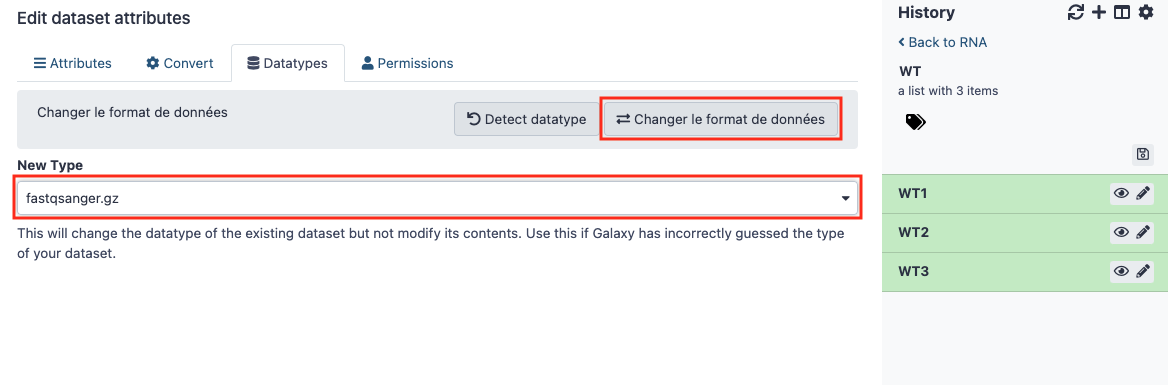 Edit dataset attributes
Attributes
Convert
Datatypes
Permissions
Changer le format de données
Detect datatype
Changer le format de données
New Type
fastqsanger.gz
This will change the datatype of the existing dataset but not modify its contents. Use this if Galaxy has incorrectly guessed the type
of your dataset.
History
Back to RNA
WT
a list with 3 items
WT1
WT2
WT3